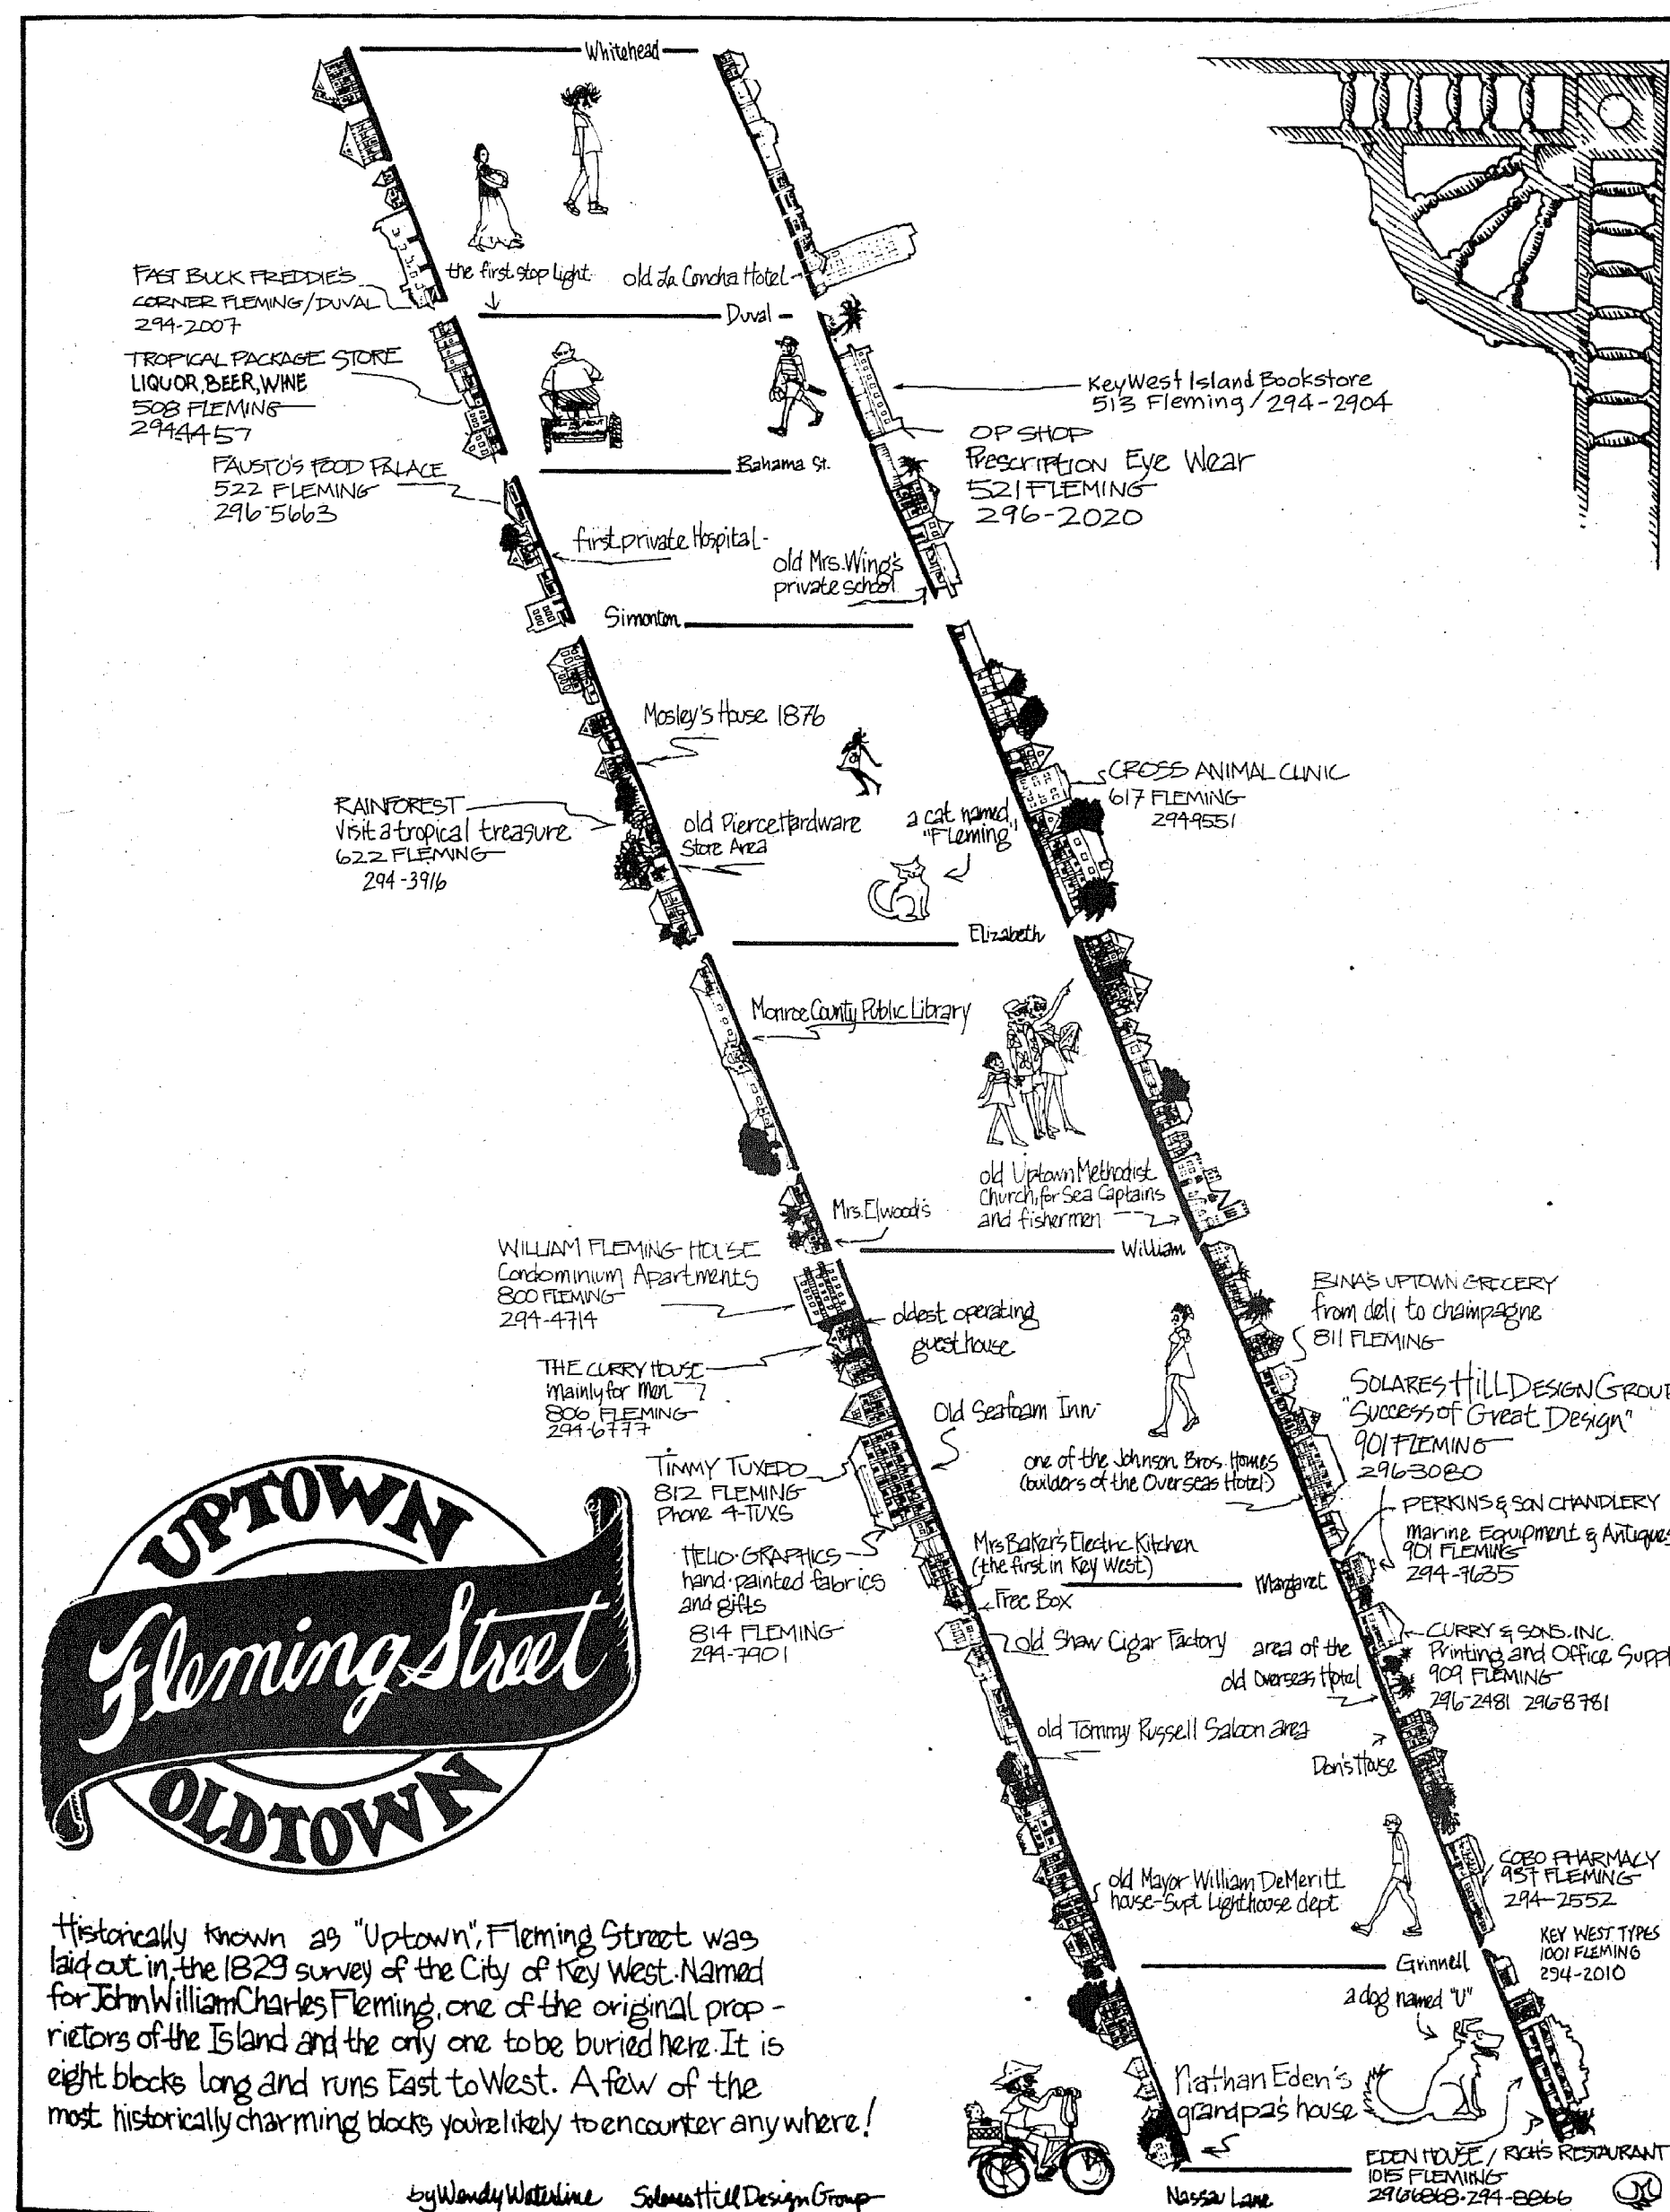 Whitehead
the first stop light
old La Concha Hotel
FAST BUCK FREDDIE'S
CORNER FLEMING/DUVAL
294-2007
Duval
TROPICAL PACKAGE STORE
LIQUOR, BEER, WINE
508 FLEMING
294-4457
Key West Island Bookstore
513 Fleming/294-2904
OP SHOP
Prescription Eye Wear
521 FLEMING
296-2020
Bahama St.
FAUSTO'S FOOD PALACE
522 FLEMING
296-5663
first private Hospital
old Mrs. Wing's
private school
Simonton
Mosley's House 1876
CROSS ANIMAL CLINIC
617 FLEMING
294-9551
RAINFOREST
Visit a tropical treasure
622 FLEMING
294-3916
old Pierce Hardware
Store Area
a cat named
"Fleming"
Elizabeth
Monroe County Public Library
old Uptown Methodist
Church, for Sea Captains
and fishermen
Mrs. Elwood's
William
WILLIAM FLEMING HOUSE
Condominium Apartments
800 FLEMING
294-4714
oldest operating
guest house
BINA'S UPTOWN GROCERY
from deli to champagne
811 FLEMING
THE CURRY HOUSE
mainly for men
806 FLEMING
294-6777
Old Seafoam Inn
SOLARES HILL DESIGN GROUP
"Success of Great Design"
901 FLEMING
296-3080
one of the Johnson Bros. Homes
(builders of the Overseas Hotel)
TIMMY TUXEDO
812 FLEMING
Phone 4-TUXS
PERKINS & SON CHANDLERY
marine Equipment & Antiques
901 FLEMING
294-7635
HELIO-GRAPHICS
hand-painted fabrics
and gifts
814 FLEMING
294-7901
Mrs Baker's Electric Kitchen
(the first in Key West)
Margaret
Free Box
old Shaw Cigar Factory
area of the
old Overseas Hotel
CURRY & SONS. INC.
Printing and Office Suppl
909 FLEMING
296-2481 296-8781
old Tommy Russell Saloon area
Don's House
UPTOWN
Fleming Street
OLDTOWN
old Mayor William DeMeritt
house-Supt Lighthouse dept
COBO PHARMACY
937 FLEMING
294-2552
Grinnell
KEY WEST TYPES
1001 FLEMING
294-2010
a dog named "U"
Nathan Eden's
grandpa's house
EDEN HOUSE / RICH'S RESTAURANT
1015 FLEMING
296-6868 · 294-8866
Nassau Lane
Historically known as "Uptown", Fleming Street was
laid out in the 1829 survey of the City of Key West. Named
for John William Charles Fleming, one of the original prop-
rietors of the Island and the only one to be buried here. It is
eight blocks long and runs East to West. A few of the
most historically charming blocks you're likely to encounter anywhere!
by Wendy Waterline Solares Hill Design Group